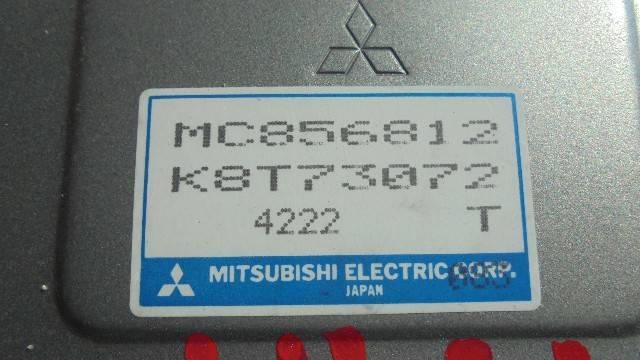 MC856812
K8T73072
4222 T
MITSUBISHI ELECTRIC CORP.
JAPAN